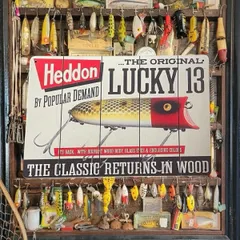 ...THE ORIGINAL
Heddon
LUCKY 13
BY POPULAR DEMAND
THE CLASSIC RETURNS IN WOOD